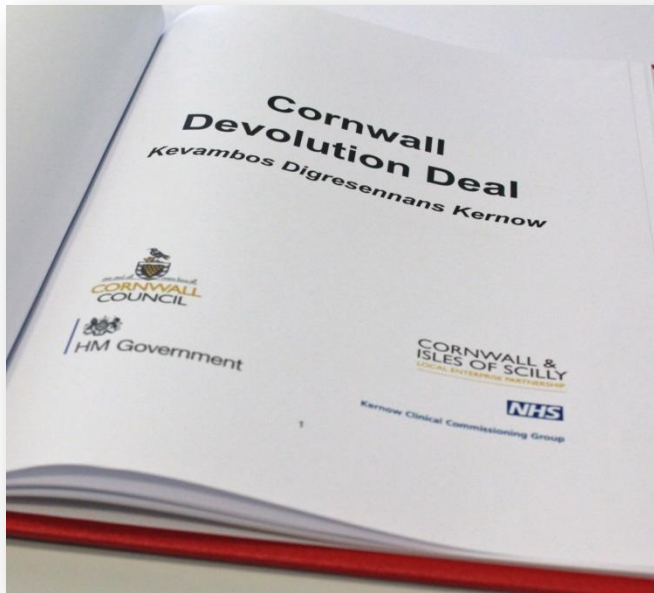 Cornwall
Devolution Deal
Kevambos Digresennans Kernow
CORNWALL
COUNCIL
HM Government
CORNWALL &
ISLES OF SCILLY
LOCAL ENTERPRISE PARTNERSHIP
NHS
Kernow Clinical Commissioning Group
1